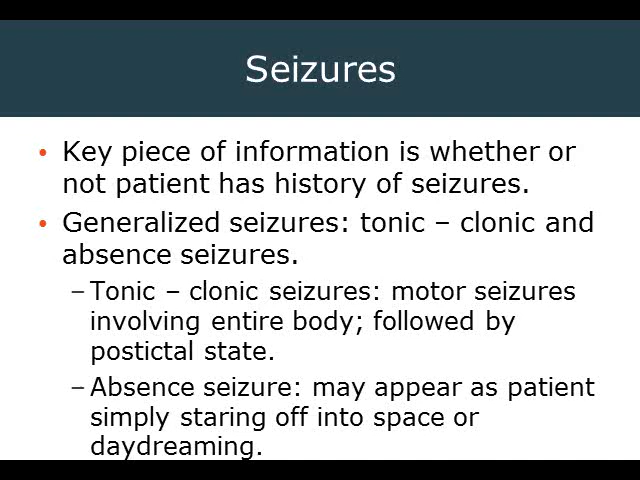 Seizures
• Key piece of information is whether or
not patient has history of seizures.
• Generalized seizures: tonic – clonic and
absence seizures.
– Tonic – clonic seizures: motor seizures
involving entire body; followed by
postictal state.
– Absence seizure: may appear as patient
simply staring off into space or
daydreaming.